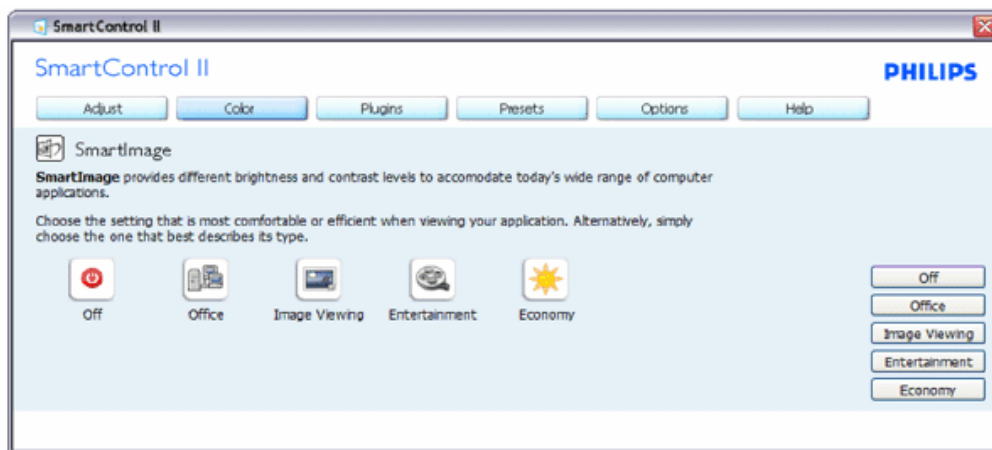 SmartControl II
SmartControl II
PHILIPS
Adjust Color Plugins Presets Options Help
SmartImage
SmartImage provides different brightness and contrast levels to accomodate today's wide range of computer
applications.
Choose the setting that is most comfortable or efficient when viewing your application. Alternatively, simply
choose the one that best describes its type.
Off Office Image Viewing Entertainment Economy
Off
Office
Image Viewing
Entertainment
Economy